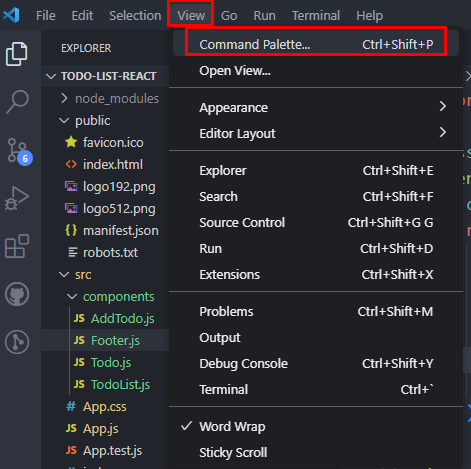 File Edit Selection View Go Run Terminal Help
EXPLORER
TODO-LIST-REACT
node_modules
public
favicon.ico
index.html
logo192.png
logo512.png
manifest.json
robots.txt
src
components
AddTodo.js
Footer.js
Todo.js
TodoList.js
App.css
App.js
App.test.js
6
Command Palette... Ctrl+Shift+P
Open View...
Appearance
Editor Layout
Explorer Ctrl+Shift+E
Search Ctrl+Shift+F
Source Control Ctrl+Shift+G G
Run Ctrl+Shift+D
Extensions Ctrl+Shift+X
Problems Ctrl+Shift+M
Output
Debug Console Ctrl+Shift+Y
Terminal Ctrl+`
Word Wrap
Sticky Scroll